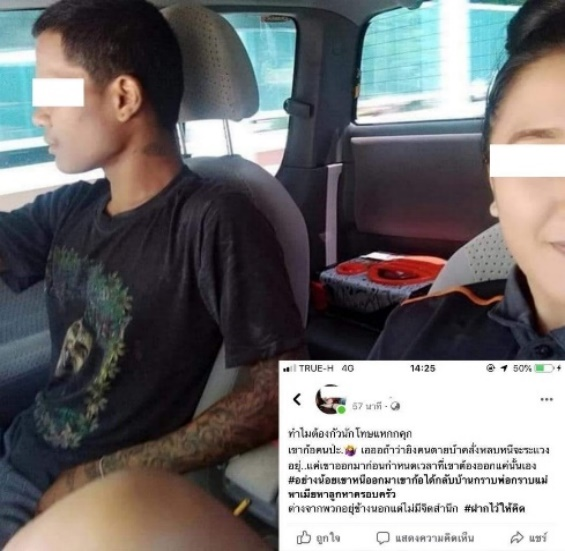 TRUE-H 4G 14:25 50%
57 นาที ·
ทำไมต้องกัวนักโทษแหกกคุก
เขาก้อคนป่ะ. เออถ้าว่ายิงตนตายบ้าคลั่งหลบหนีจะระแวง
อยู่..แต่เขาออกมาก่อนกำหนดเวลาที่เขาต้องออกแค่นั้นเอง
#อย่างน้อยเขาหนีออกมาเขาก้อได้กลับบ้านกราบพ่อกราบแม่
พาเมียหาลูกหาครอบครัว
ต่างจากพวกอยู่ข้างนอกแต่ไม่มีจิตสำนึก #ฝากไว้ให้คิด
ถูกใจ แสดงความคิดเห็น แชร์